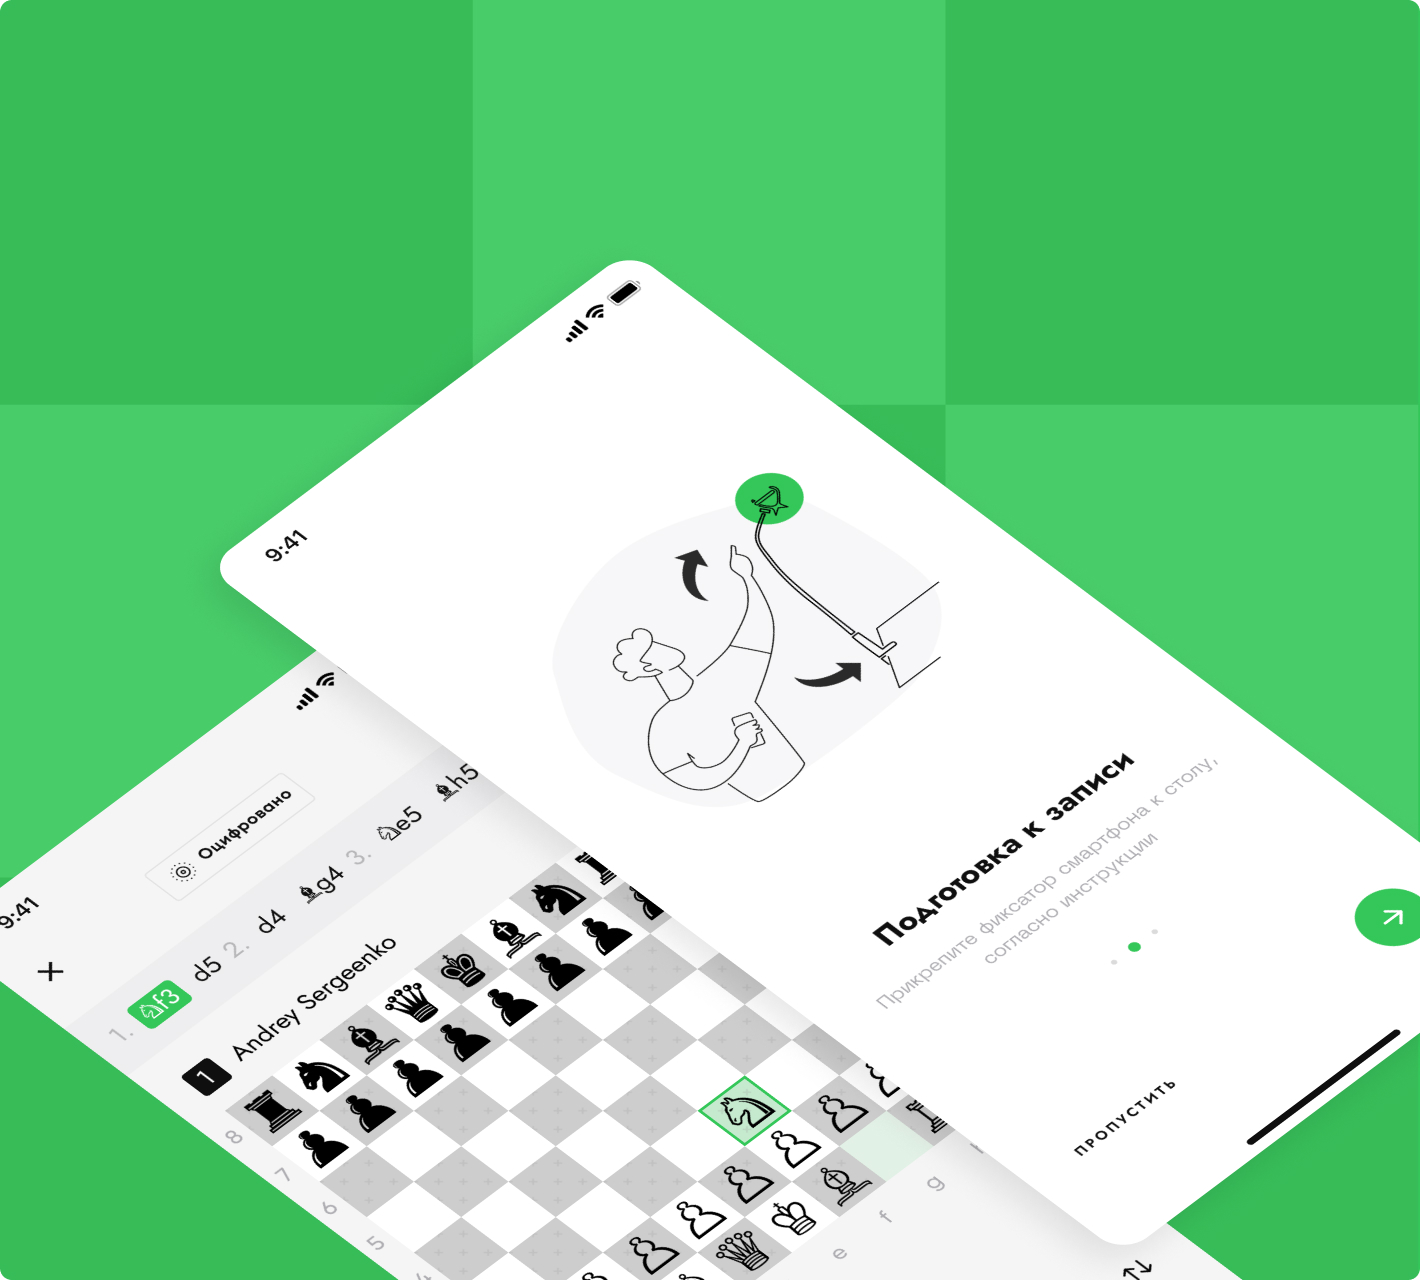 9:41
Подготовка к записи
Прикрепите фиксатор смартфона к столу,
согласно инструкции
ПРОПУСТИТЬ
9:41
Оцифровано
1. ♘f3 d5 2. d4 ♝g4 3. ♘e5 ♝h5
1 Andrey Sergeenko
8
7
6
5
4
e
f
g